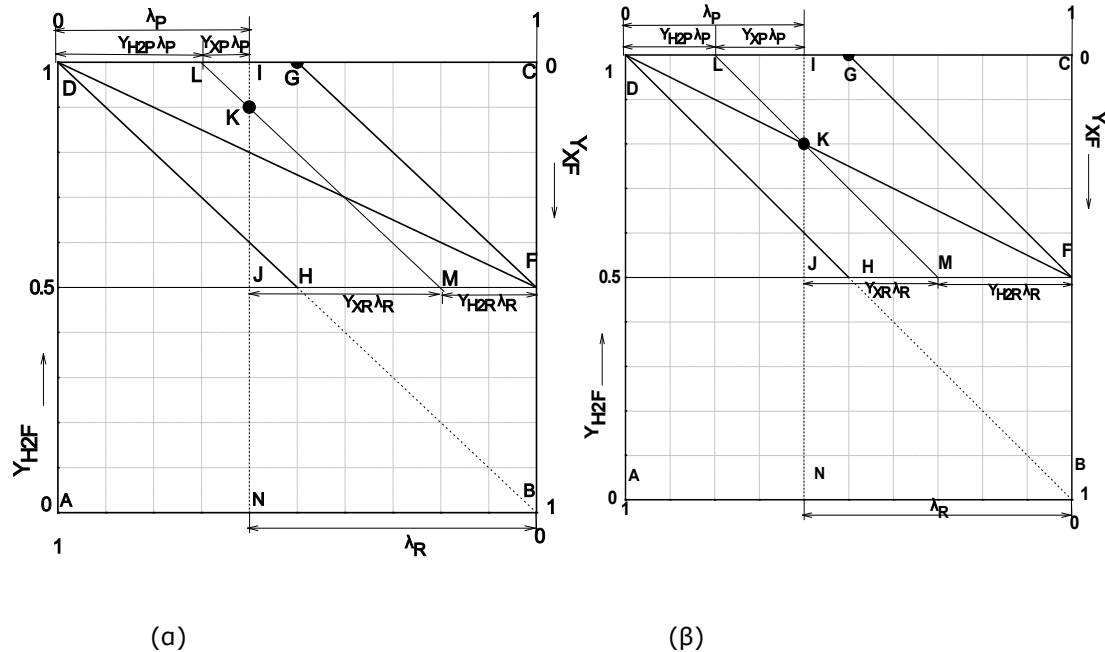 0 λP 1
YH2PλP YXPλP
1 D L I G C 0
K
YXF
F
0.5 J H M
YXRλR YH2RλR
YH2F
0 A N B 1
λR 0
1
(α)
0 λP 1
YH2PλP YXPλP
1 D L I G C 0
K
YXF
F
0.5 J H M
YXRλR YH2RλR
YH2F
B
A N
0 1
1 λR 0
(β)